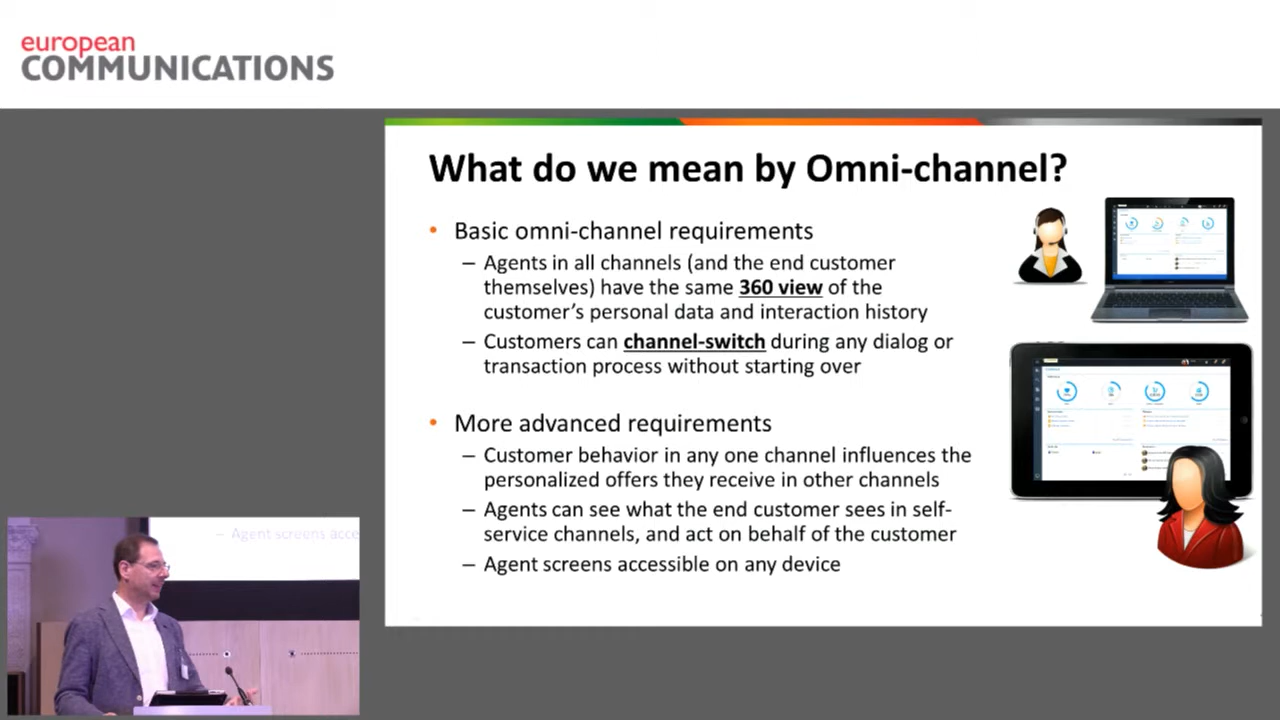 european
COMMUNICATIONS
What do we mean by Omni-channel?
• Basic omni-channel requirements
– Agents in all channels (and the end customer
themselves) have the same 360 view of the
customer's personal data and interaction history
– Customers can channel-switch during any dialog or
transaction process without starting over
• More advanced requirements
– Customer behavior in any one channel influences the
personalized offers they receive in other channels
– Agents can see what the end customer sees in self-
service channels, and act on behalf of the customer
– Agent screens accessible on any device
– Agent screens acce